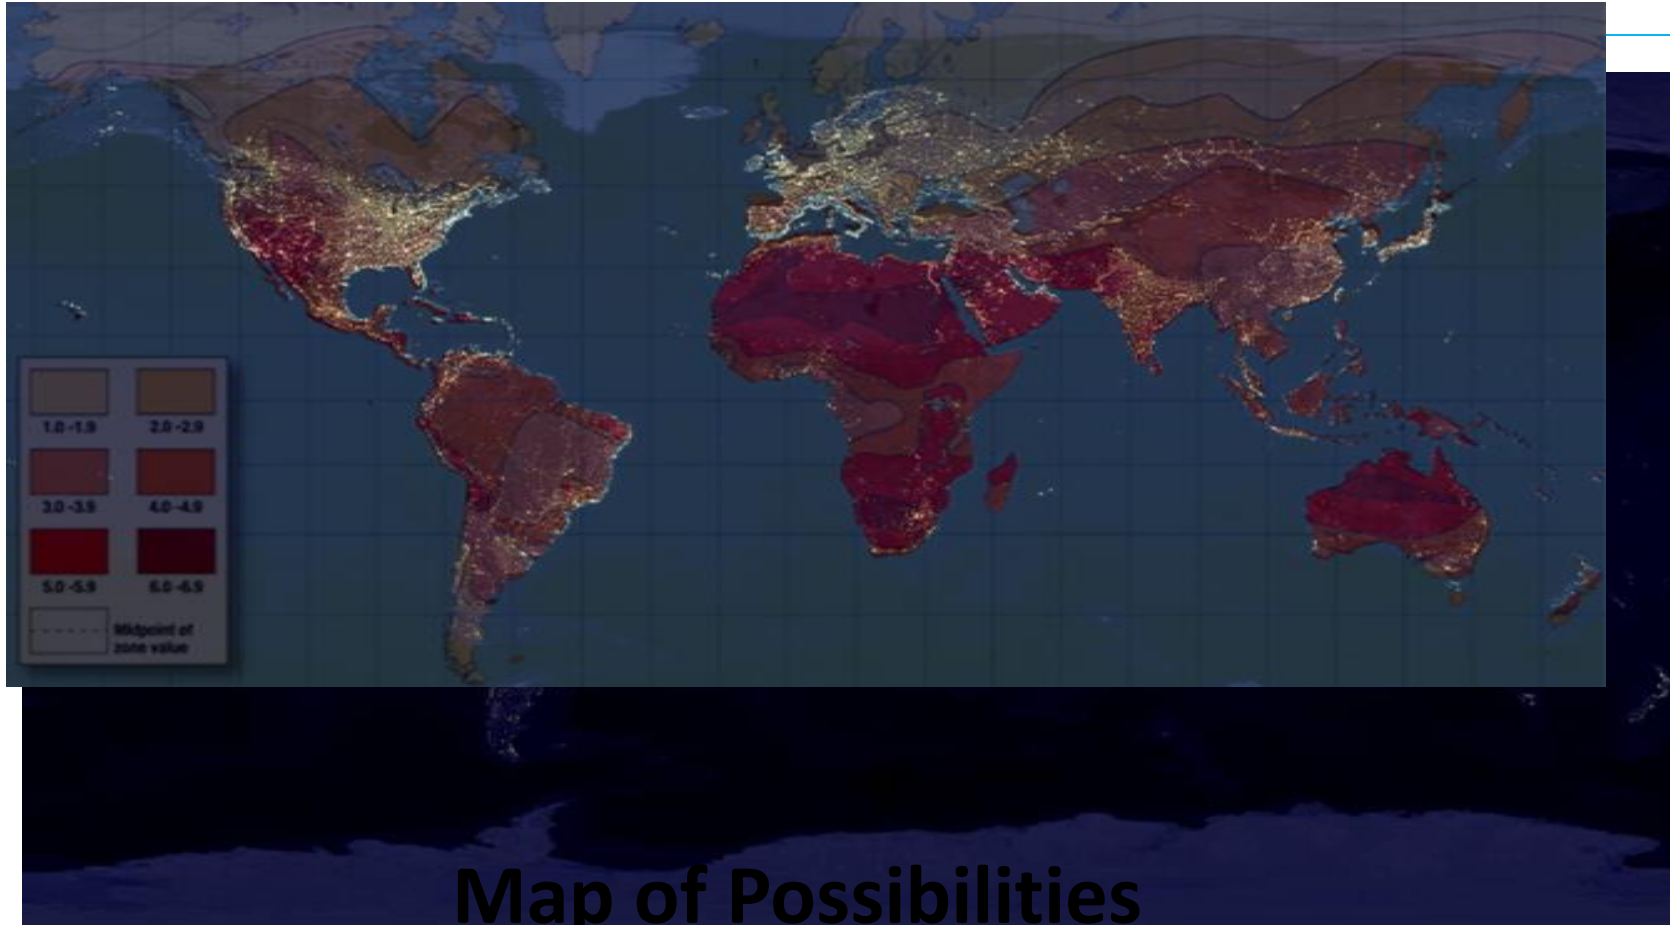 1.0 -1.9 2.0 -2.9
3.0 -3.9 4.0 -4.9
5.0 -5.9 6.0 -6.9
Midpoint of
zone value
Map of Possibilities